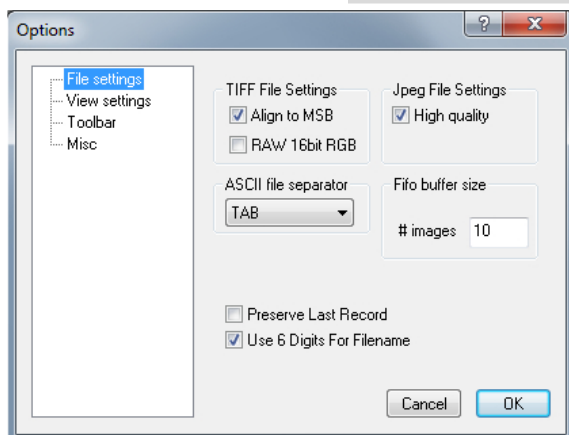 Options
File settings
View settings
Toolbar
Misc
TIFF File Settings
Align to MSB
RAW 16bit RGB
Jpeg File Settings
High quality
ASCII file separator
TAB
Fifo buffer size
# images 10
Preserve Last Record
Use 6 Digits For Filename
Cancel OK